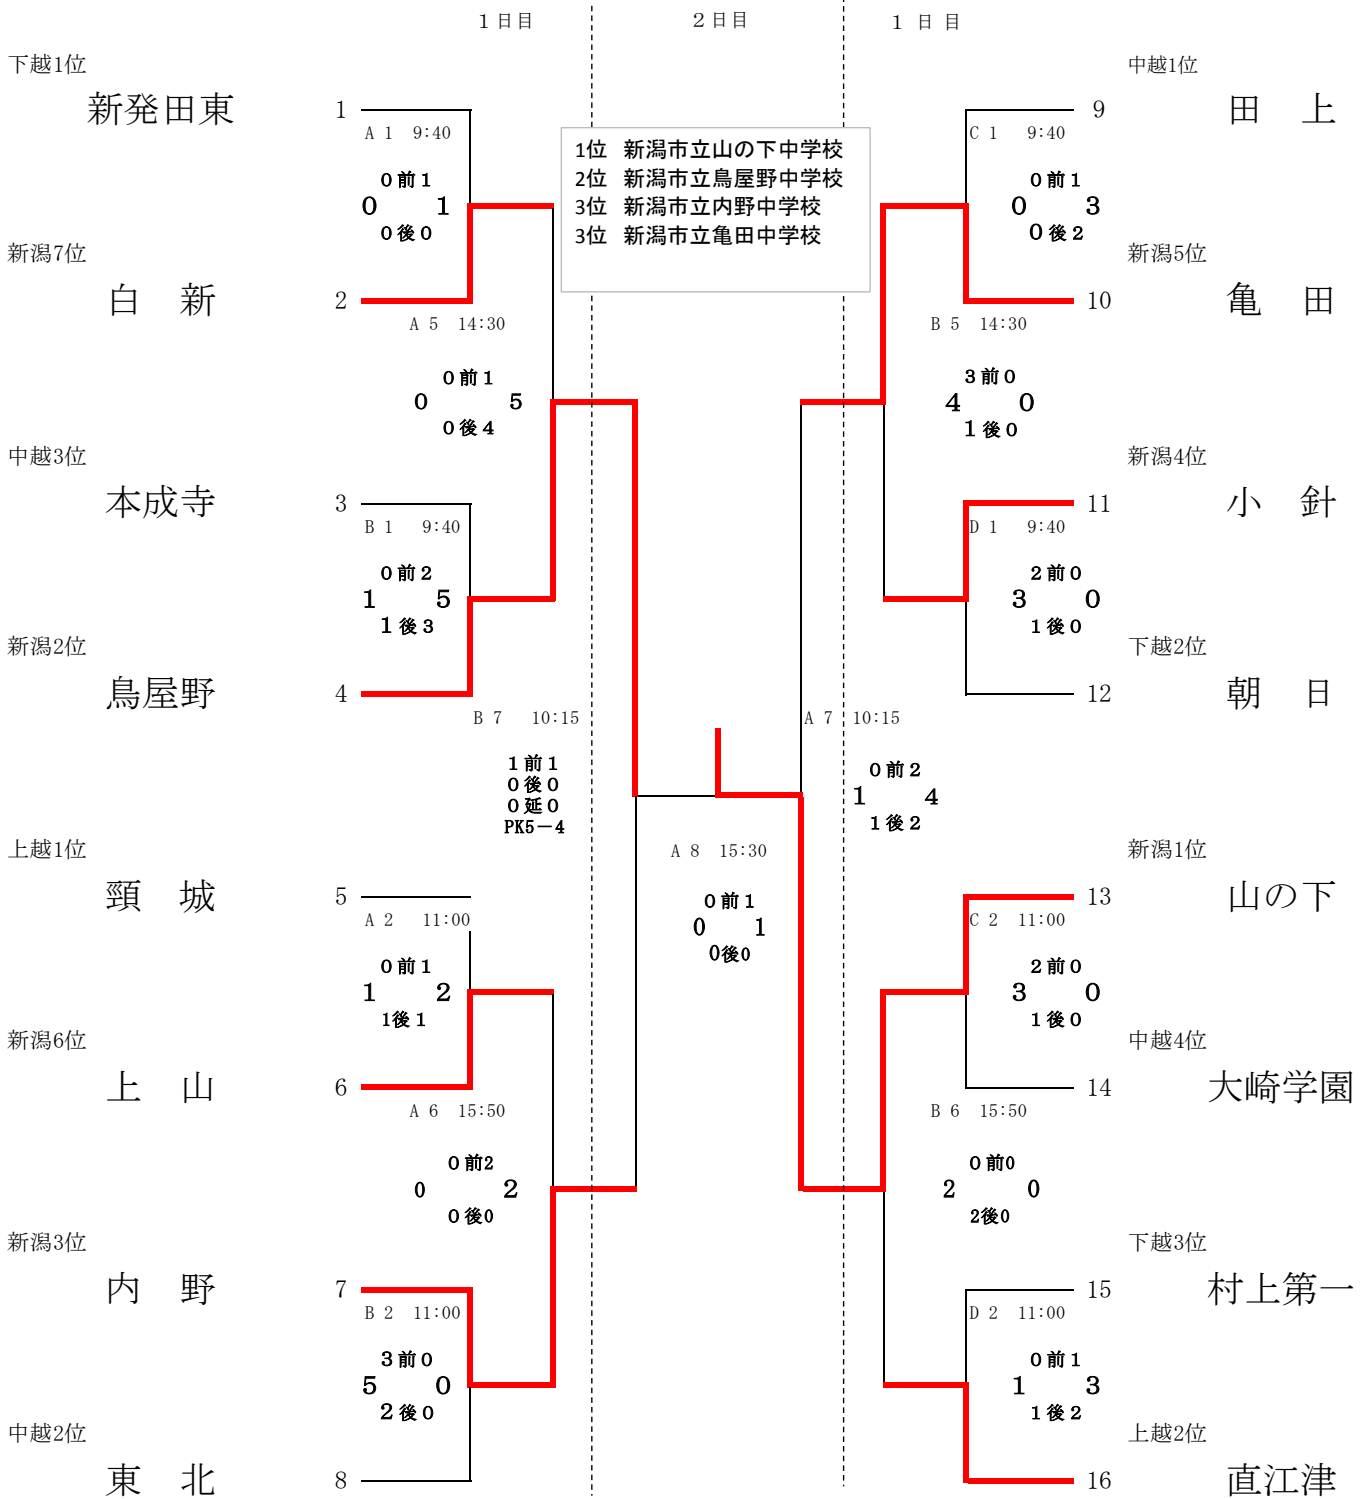 １日目
２日目
１ 日 目
1位 新潟市立山の下中学校
2位 新潟市立鳥屋野中学校
3位 新潟市立内野中学校
3位 新潟市立亀田中学校
下越1位
新発田東 1
A 1 9:40
０前１
０ １
０後０
新潟7位
白 新 2
A 5 14:30
０前１
０ ５
０後４
中越3位
本成寺 3
B 1 9:40
０前２
１ ５
１後３
新潟2位
鳥屋野 4
B 7 10:15
１前１
０後０
０延０
PK5－4
上越1位
頸 城 5
A 2 11:00
０前１
１ ２
1後１
新潟6位
上 山 6
A 6 15:50
０前2
０ ２
０後0
新潟3位
内 野 7
B 2 11:00
３前０
５ ０
２後０
中越2位
東 北 8
A 8 15:30
０前１
０ １
0後0
中越1位
9 田 上
C 1 9:40
０前１
０ ３
０後２
新潟5位
10 亀 田
B 5 14:30
３前０
４ ０
１後０
新潟4位
11 小 針
D 1 9:40
２前０
３ ０
１後０
下越2位
12 朝 日
A 7 10:15
０前２
１ ４
１後２
新潟1位
13 山の下
C 2 11:00
２前０
３ ０
１後０
中越4位
14 大崎学園
B 6 15:50
０前0
２ ０
2後0
下越3位
15 村上第一
D 2 11:00
０前１
１ ３
１後２
上越2位
16 直江津